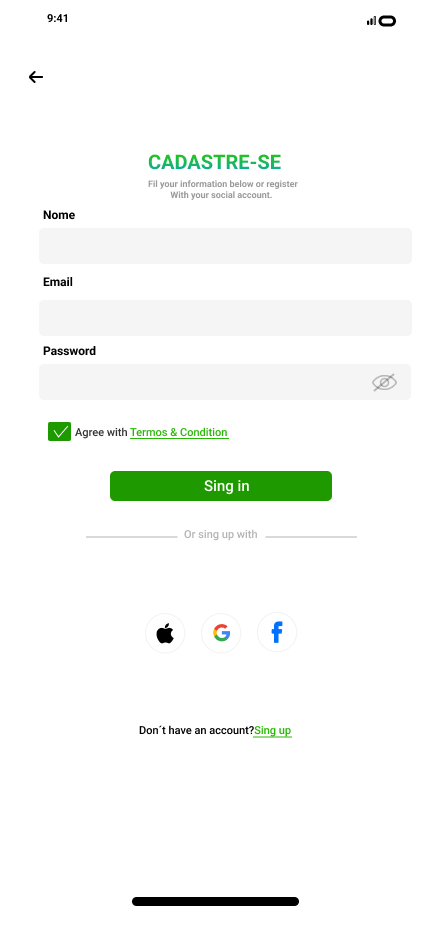 9:41
CADASTRE-SE
Fil your information below or register
With your social account.
Nome
Email
Password
Agree with Termos & Condition
Sing in
Or sing up with
Don´t have an account?Sing up